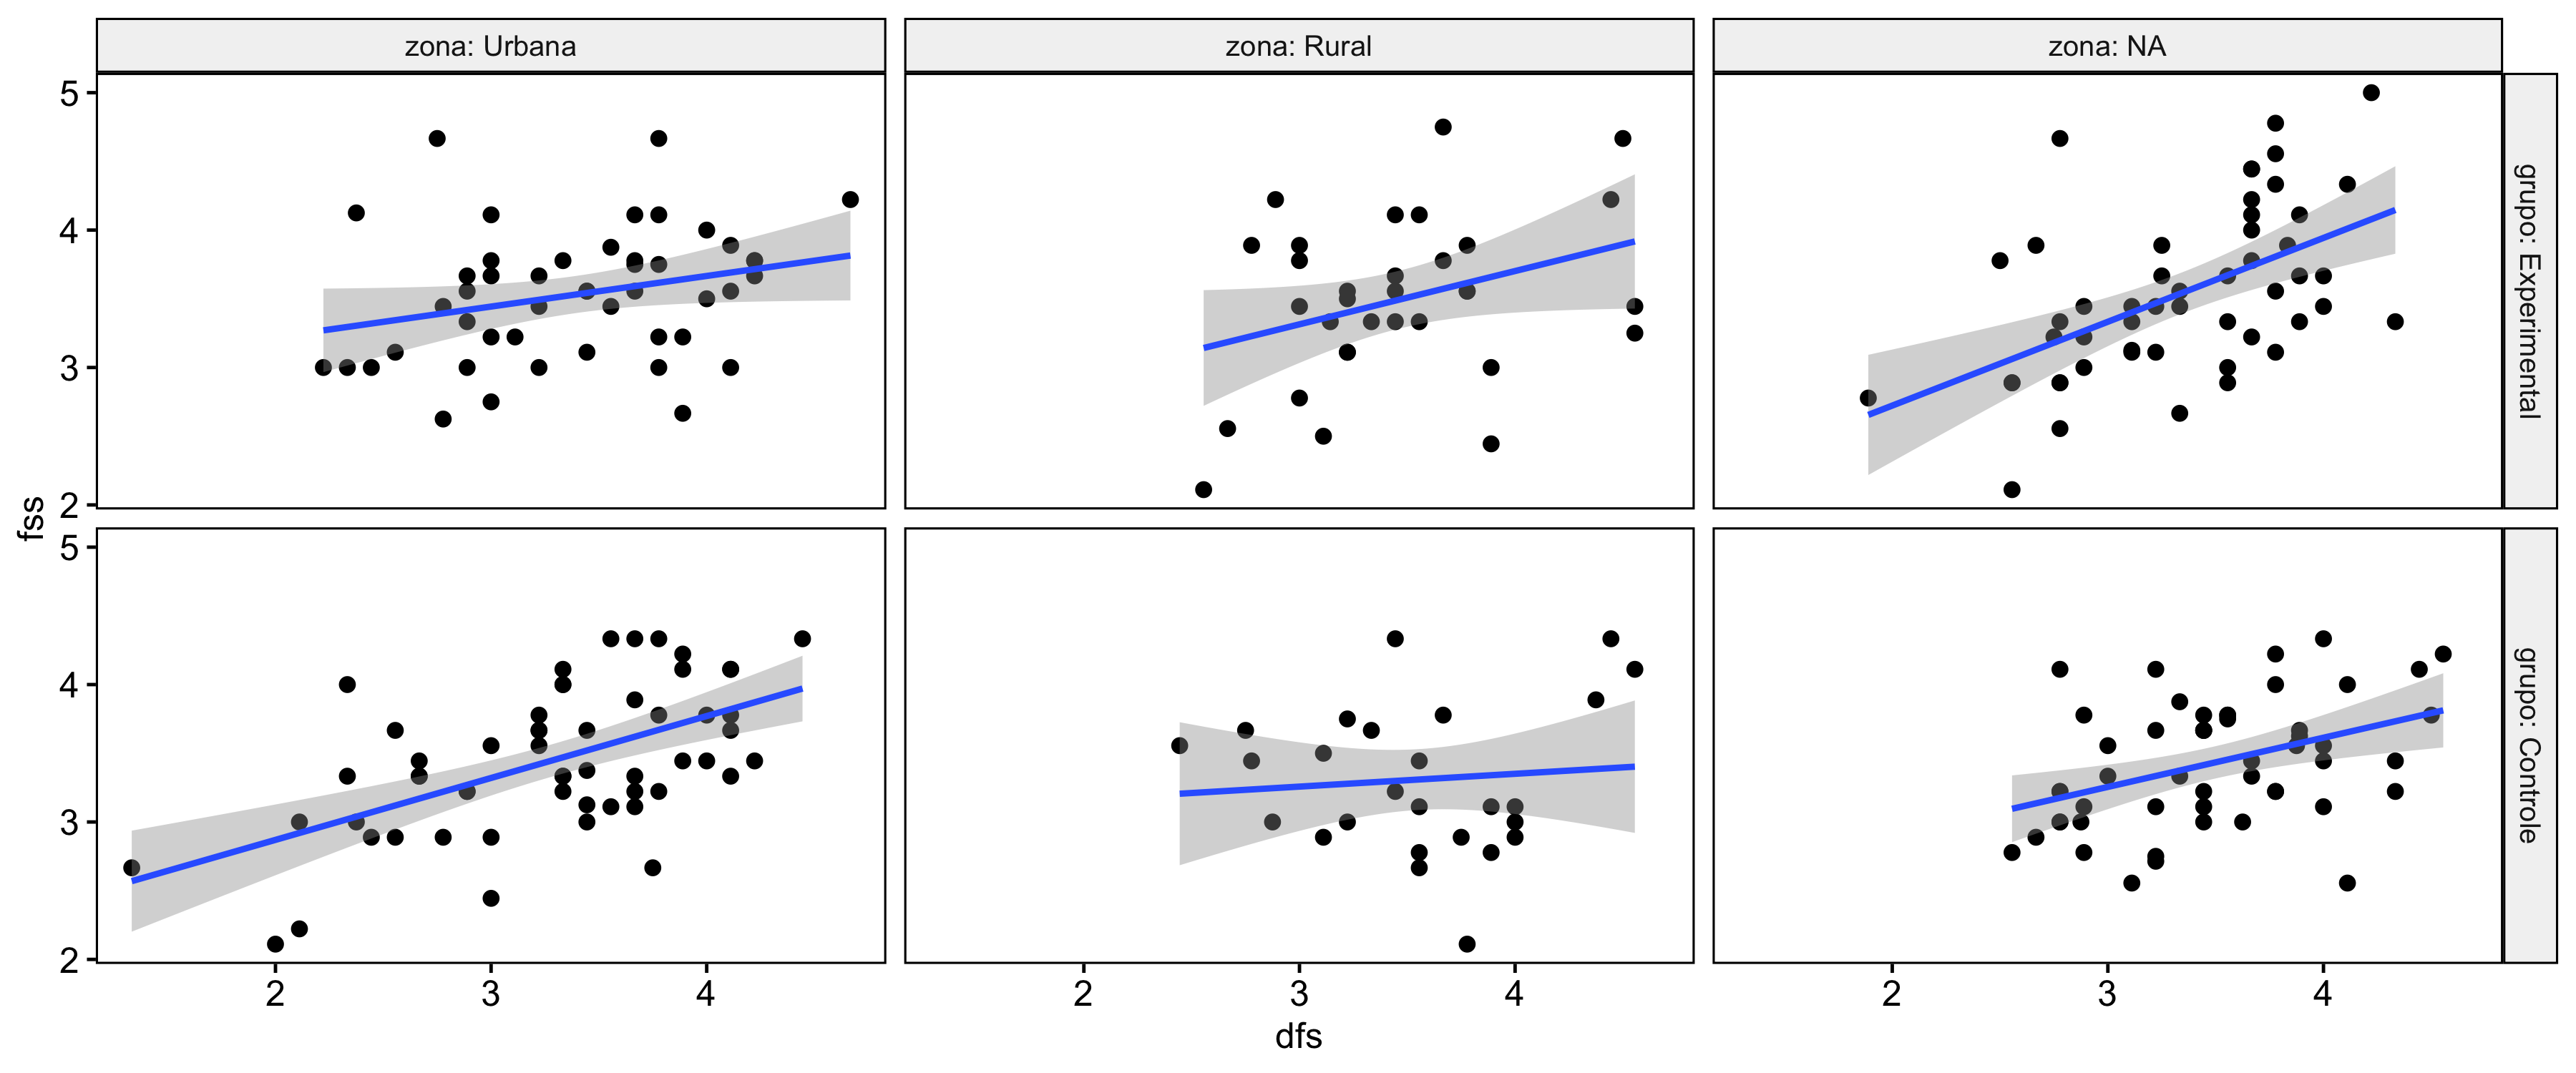 zona: Urbana
zona: Rural
zona: NA
5
4
3
2
grupo: Experimental
fss
5
4
3
2
grupo: Controle
2 3 4
2 3 4
2 3 4
dfs